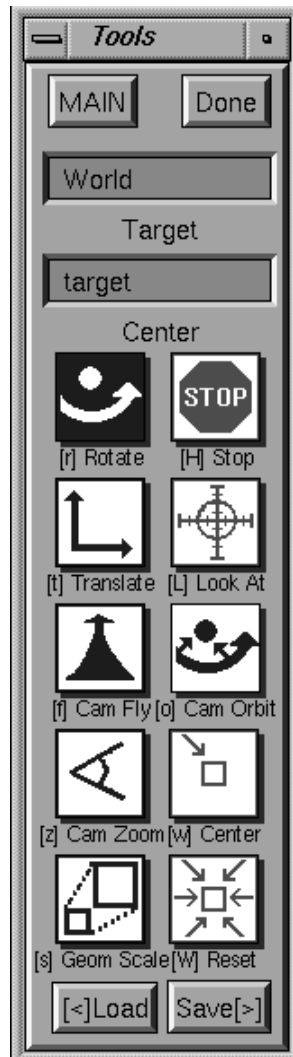 Tools
MAIN Done
World
Target
target
Center
STOP
[r] Rotate [H] Stop
[t] Translate [L] Look At
[f] Cam Fly [o] Cam Orbit
[z] Cam Zoom [w] Center
[s] Geom Scale [W] Reset
[<]Load Save[>]